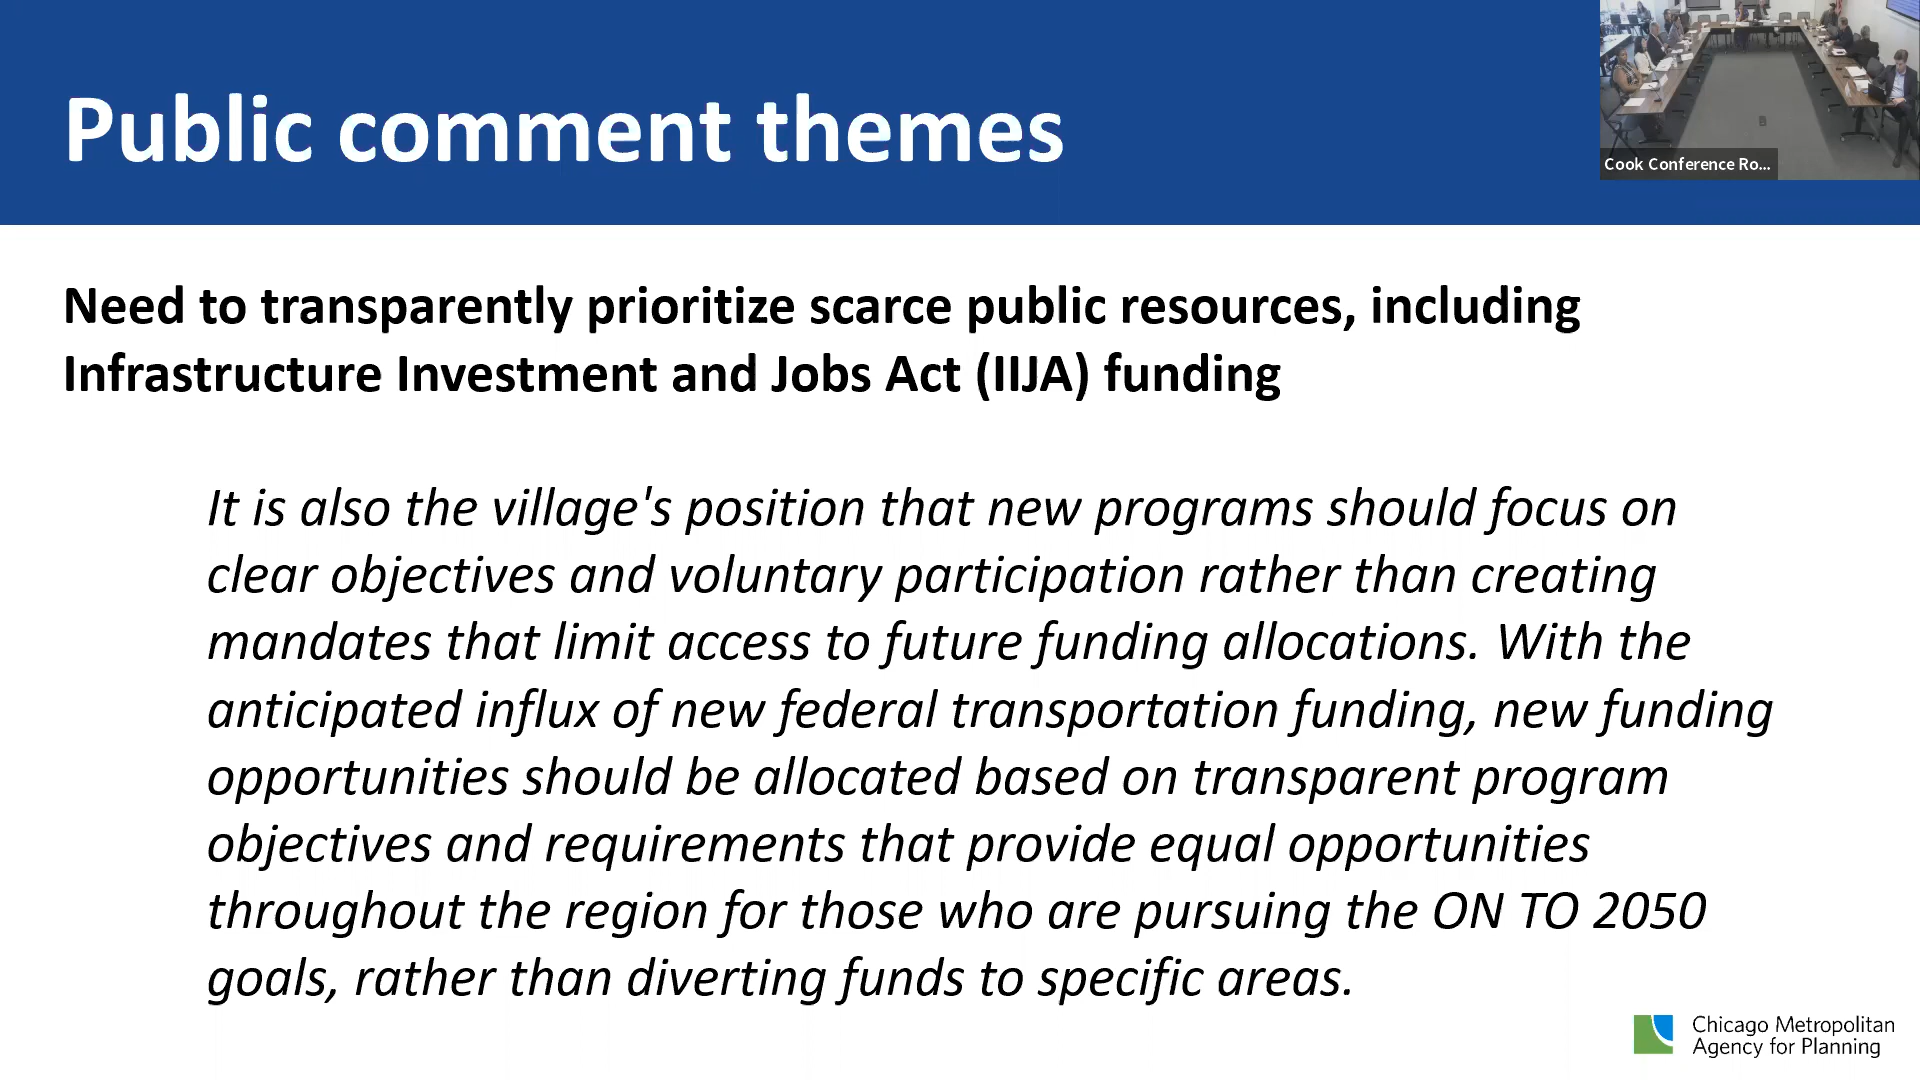 Public comment themes
Cook Conference Ro...
Need to transparently prioritize scarce public resources, including
Infrastructure Investment and Jobs Act (IIJA) funding
It is also the village's position that new programs should focus on
clear objectives and voluntary participation rather than creating
mandates that limit access to future funding allocations. With the
anticipated influx of new federal transportation funding, new funding
opportunities should be allocated based on transparent program
objectives and requirements that provide equal opportunities
throughout the region for those who are pursuing the ON TO 2050
goals, rather than diverting funds to specific areas.
Chicago Metropolitan
Agency for Planning